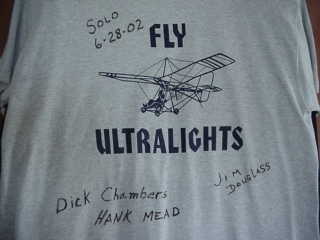 SOLO
6-28-02
FLY
ULTRALIGHTS
JIM
DOUGLASS
Dick Chambers
HANK MEAD